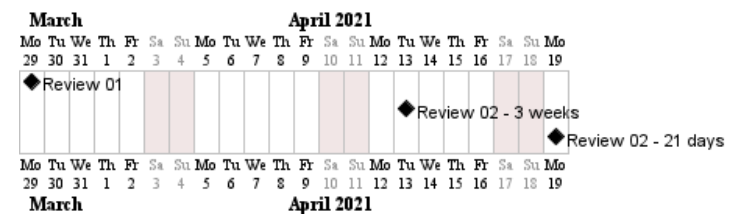 March April 2021
Mo Tu We Th Fr Sa Su Mo Tu We Th Fr Sa Su Mo Tu We Th Fr Sa Su Mo
29 30 31 1 2 3 4 5 6 7 8 9 10 11 12 13 14 15 16 17 18 19
Review 01
Review 02 - 3 weeks
Review 02 - 21 days
Mo Tu We Th Fr Sa Su Mo Tu We Th Fr Sa Su Mo Tu We Th Fr Sa Su Mo
29 30 31 1 2 3 4 5 6 7 8 9 10 11 12 13 14 15 16 17 18 19
March April 2021